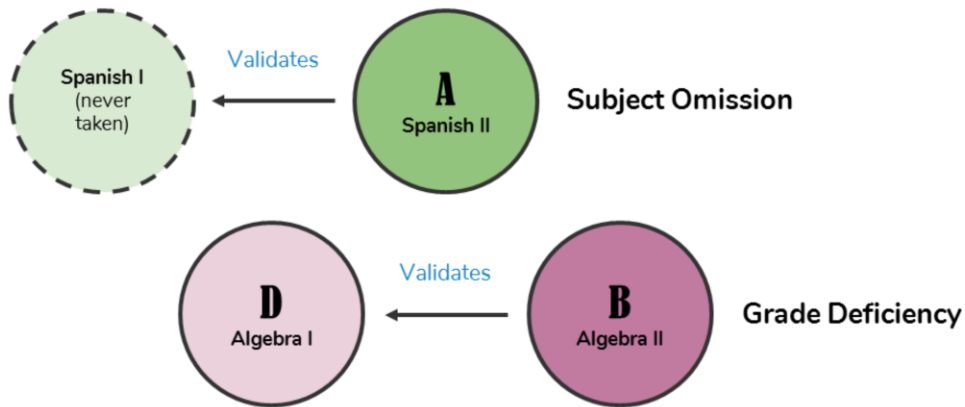 Validates
Spanish I
(never
taken)
A
Spanish II
Subject Omission
Validates
D
Algebra I
B
Algebra II
Grade Deficiency